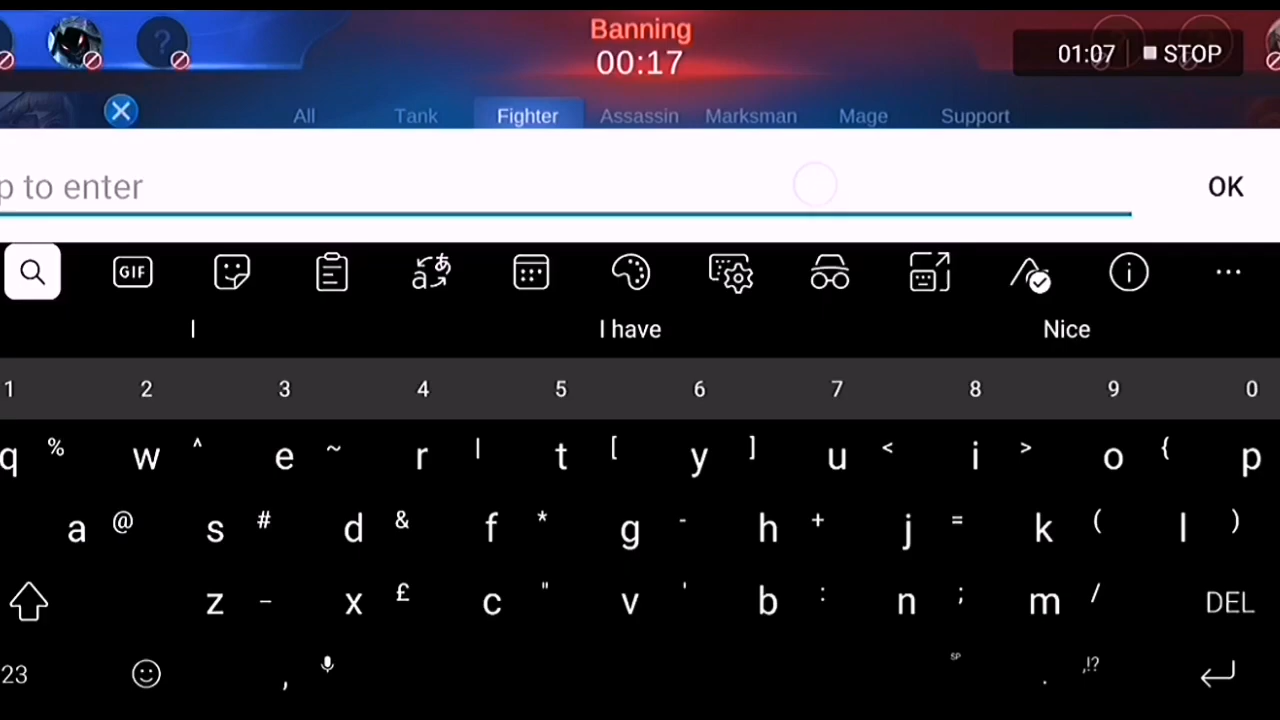 Banning
00:17
01:07 STOP
All Tank Fighter Assassin Marksman Mage Support
p to enter OK
GIF
I I have Nice
1 2 3 4 5 6 7 8 9 0
q % w ^ e ~ r | t [ y ] u < i > o { p
a @ s # d & f * g - h + j = k ( l )
z _ x £ c " v ' b : n ; m / DEL
23 , SP . ,!?